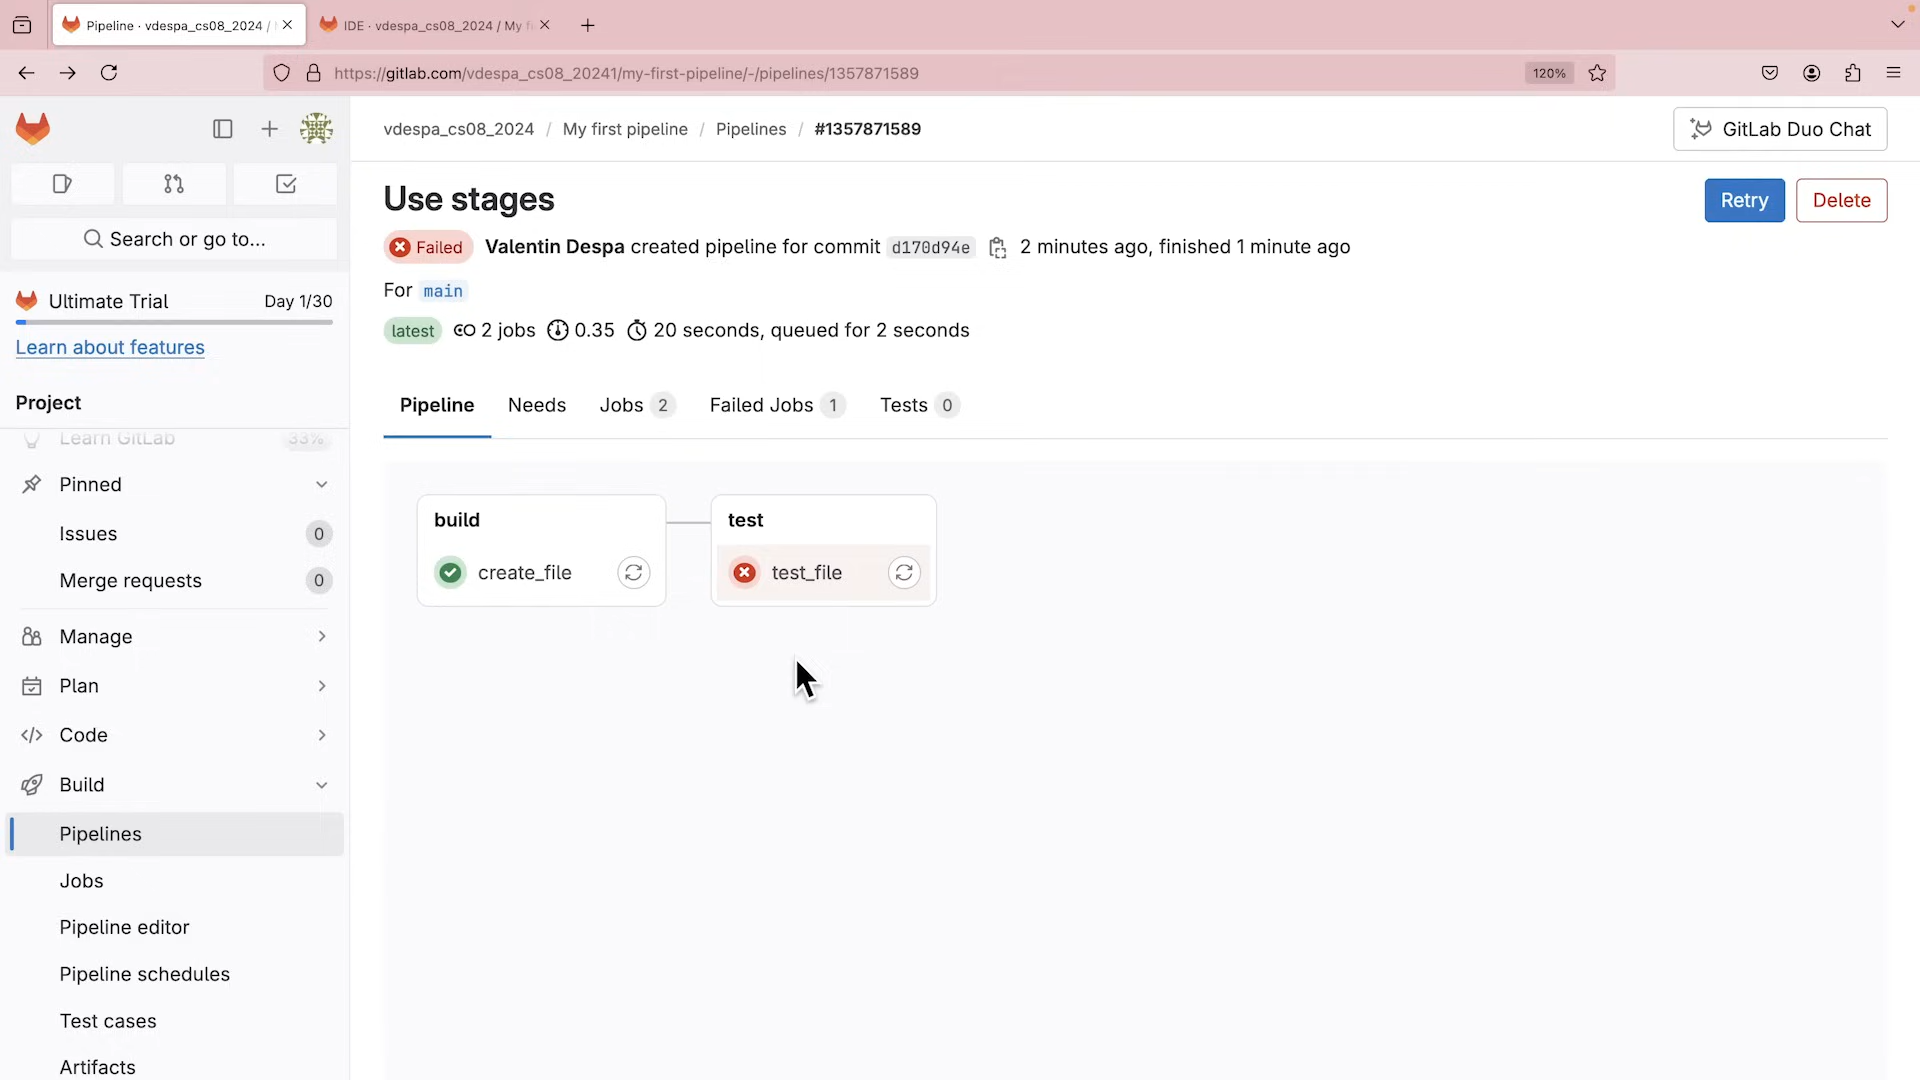 Pipeline · vdespa_cs08_2024 /
IDE · vdespa_cs08_2024 / My fi
https://gitlab.com/vdespa_cs08_20241/my-first-pipeline/-/pipelines/1357871589
120%
vdespa_cs08_2024 / My first pipeline / Pipelines / #1357871589
GitLab Duo Chat
Search or go to...
Ultimate Trial Day 1/30
Learn about features
Project
Learn GitLab 33%
Pinned
Issues 0
Merge requests 0
Manage
Plan
Code
Build
Pipelines
Jobs
Pipeline editor
Pipeline schedules
Test cases
Artifacts
Use stages
Retry
Delete
Failed Valentin Despa created pipeline for commit d170d94e 2 minutes ago, finished 1 minute ago
For main
latest 2 jobs 0.35 20 seconds, queued for 2 seconds
Pipeline Needs Jobs 2 Failed Jobs 1 Tests 0
build
create_file
test
test_file